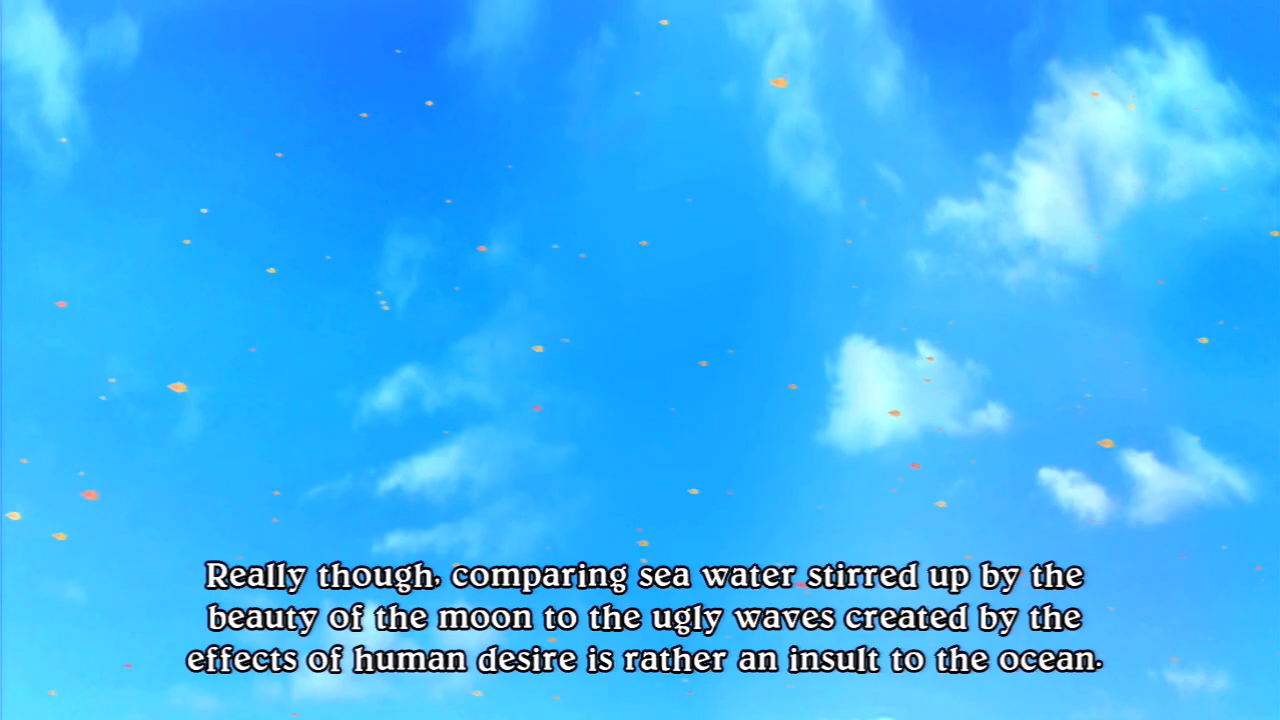 Really though, comparing sea water stirred up by the
beauty of the moon to the ugly waves created by the
effects of human desire is rather an insult to the ocean.